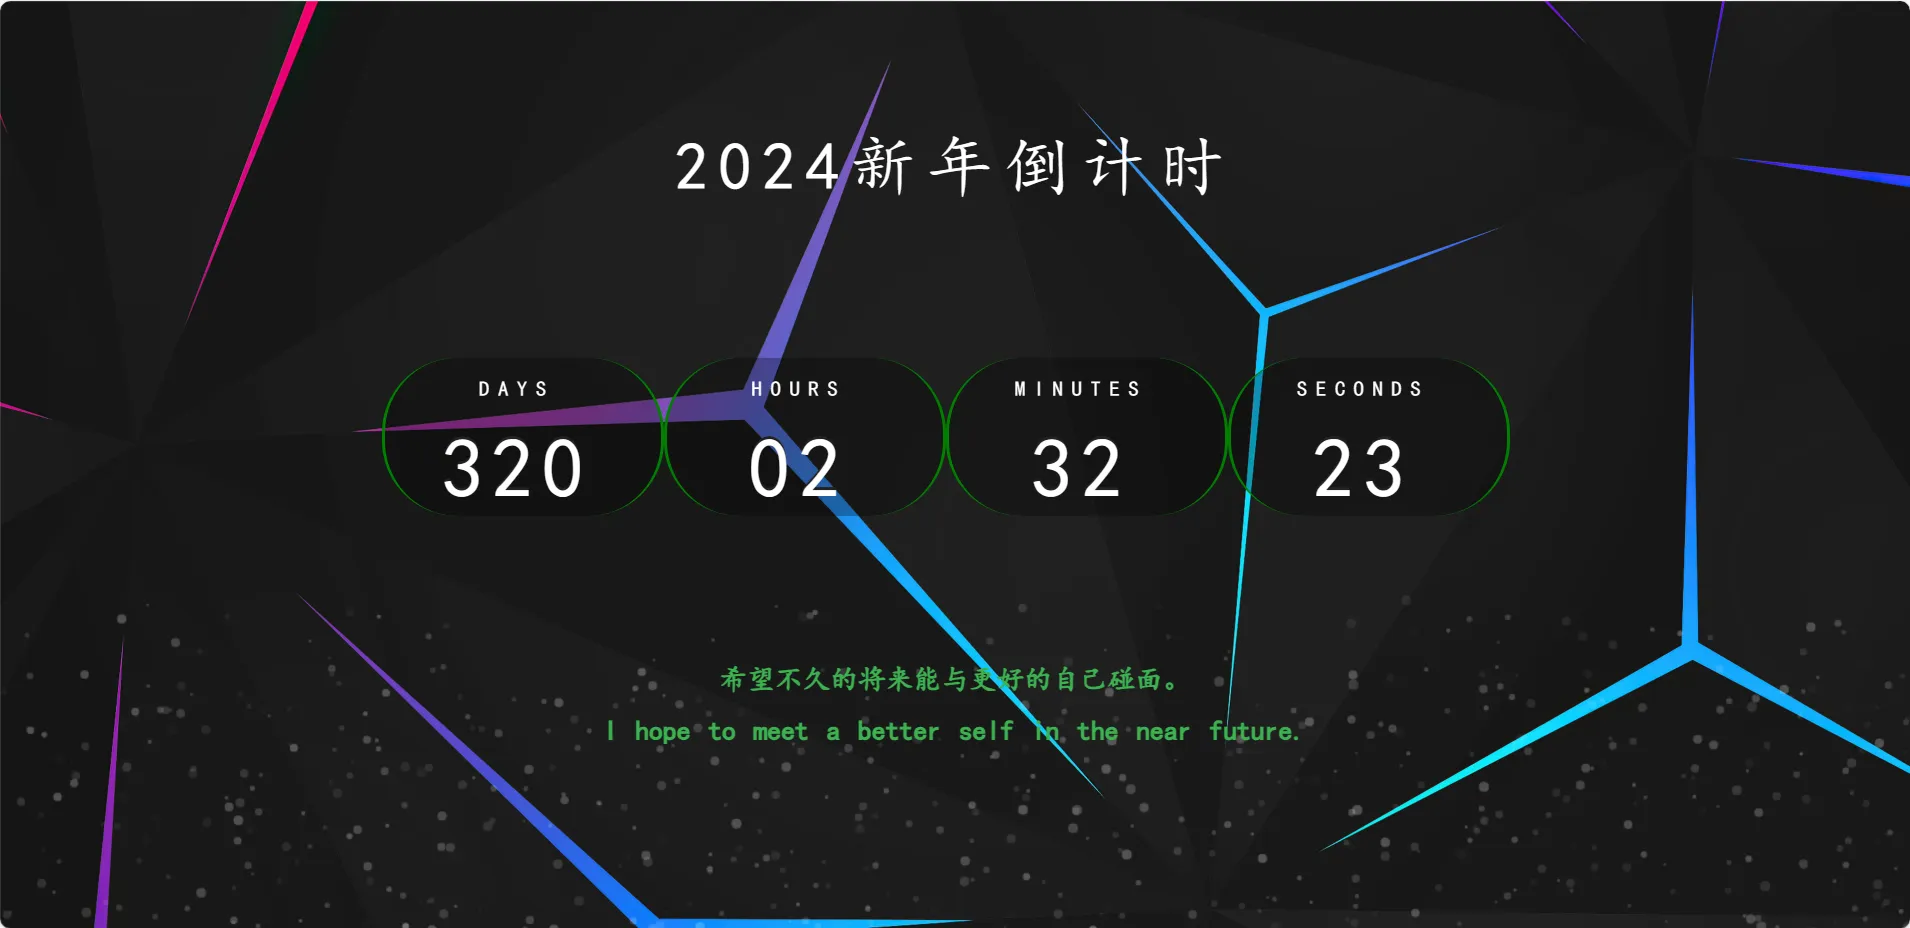 2024新年倒计时
DAYS
HOURS
MINUTES
SECONDS
320
02
32
23
希望不久的将来能与更好的自己碰面。
I hope to meet a better self in the near future.